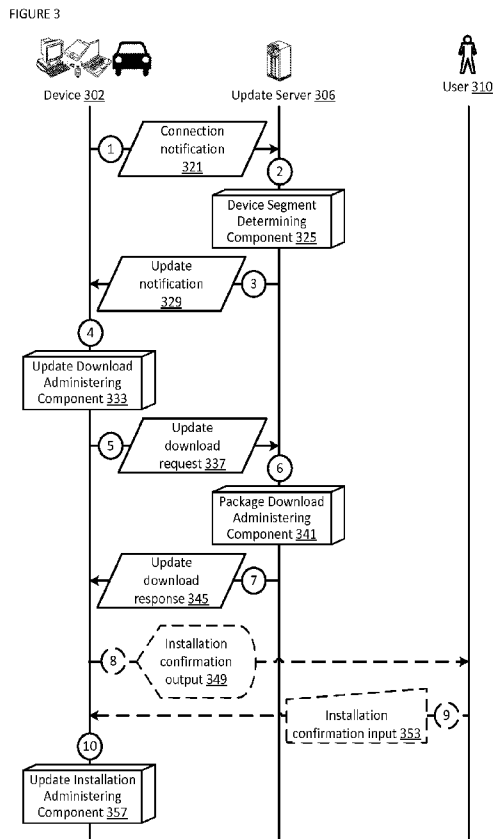 FIGURE 3
Device 302
Update Server 306
User 310
1
Connection
notification
321
2
Device Segment
Determining
Component 325
Update
notification
329
3
4
Update Download
Administering
Component 333
5
Update
download
request 337
6
Package Download
Administering
Component 341
Update
download
response 345
7
8
Installation
confirmation
output 349
Installation
confirmation input 353
9
10
Update Installation
Administering
Component 357